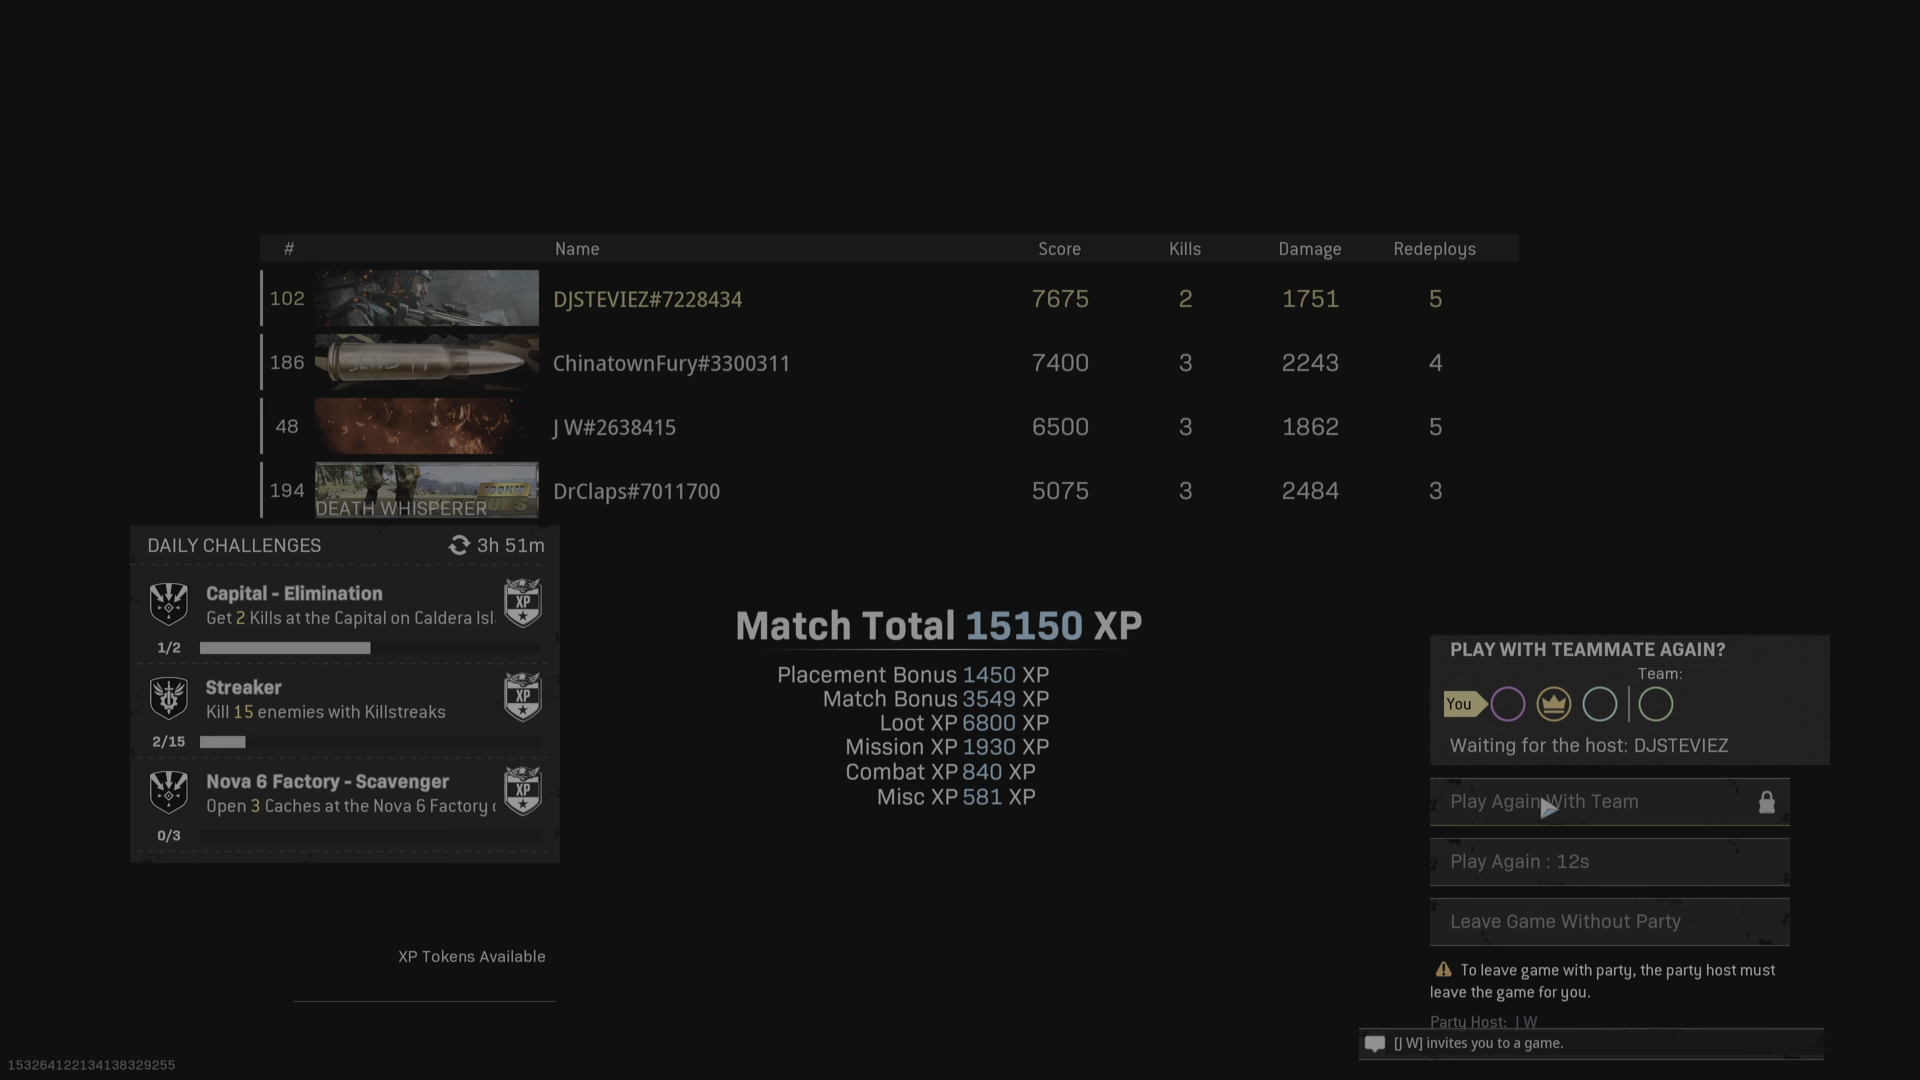 # Name Score Kills Damage Redeploys
102 DJSTEVIEZ#7228434 7675 2 1751 5
186 ChinatownFury#3300311 7400 3 2243 4
48 J W#2638415 6500 3 1862 5
194 DEATH WHISPERER DrClaps#7011700 5075 3 2484 3
DAILY CHALLENGES 3h 51m
Capital - Elimination
Get 2 Kills at the Capital on Caldera Isl
XP
1/2
Streaker
Kill 15 enemies with Killstreaks
XP
2/15
Nova 6 Factory - Scavenger
Open 3 Caches at the Nova 6 Factory
XP
0/3
XP Tokens Available
Match Total 15150 XP
Placement Bonus 1450 XP
Match Bonus 3549 XP
Loot XP 6800 XP
Mission XP 1930 XP
Combat XP 840 XP
Misc XP 581 XP
PLAY WITH TEAMMATE AGAIN?
Team:
You
Waiting for the host: DJSTEVIEZ
Play Again With Team
Play Again : 12s
Leave Game Without Party
To leave game with party, the party host must
leave the game for you.
Party Host: J W
[J W] invites you to a game.
153264122134138329255